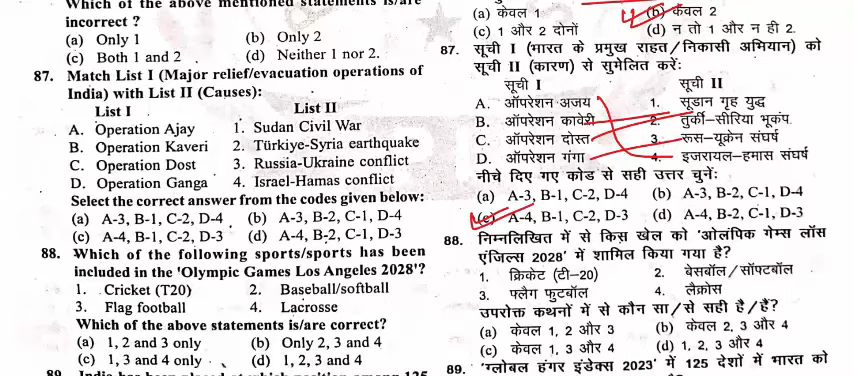 Which of the above mentioned statements is/are
incorrect ?
(a) Only 1 (b) Only 2
(c) Both 1 and 2 . (d) Neither 1 nor 2.
87. Match List I (Major relief/evacuation operations of
India) with List II (Causes):
List I List II
A. Operation Ajay 1. Sudan Civil War
B. Operation Kaveri 2. Türkiye-Syria earthquake
C. Operation Dost 3. Russia-Ukraine conflict
D. Operation Ganga 4. Israel-Hamas conflict
Select the correct answer from the codes given below:
(a) A-3, B-1, C-2, D-4 (b) A-3, B-2, C-1, D-4
(c) A-4, B-1, C-2, D-3 (d) A-4, B-2, C-1, D-3
88. Which of the following sports/sports has been
included in the 'Olympic Games Los Angeles 2028'?
1. Cricket (T20) 2. Baseball/softball
3. Flag football 4. Lacrosse
Which of the above statements is/are correct?
(a) 1, 2 and 3 only (b) Only 2, 3 and 4
(c) 1, 3 and 4 only (d) 1, 2, 3 and 4
89. India has been placed at which position among 125
(a) केवल 1 (b) केवल 2
(c) 1 और 2 दोनों (d) न तो 1 और न ही 2.
87. सूची I (भारत के प्रमुख राहत/निकासी अभियान) को
सूची II (कारण) से सुमेलित करें:
सूची I सूची II
A. ऑपरेशन अजय 1. सूडान गृह युद्ध
B. ऑपरेशन कावेरी 2. तुर्की-सीरिया भूकंप
C. ऑपरेशन दोस्त 3. रूस-यूक्रेन संघर्ष
D. ऑपरेशन गंगा 4. इजरायल-हमास संघर्ष
नीचे दिए गए कोड से सही उत्तर चुनें:
(a) A-3, B-1, C-2, D-4 (b) A-3, B-2, C-1, D-4
(c) A-4, B-1, C-2, D-3 (d) A-4, B-2, C-1, D-3
88. निम्नलिखित में से किस खेल को 'ओलंपिक गेम्स लॉस
एंजिल्स 2028' में शामिल किया गया है?
1. क्रिकेट (टी-20) 2. बेसबॉल/सॉफ्टबॉल
3. फ्लैग फुटबॉल 4. लैक्रोस
उपरोक्त कथनों में से कौन सा/से सही है/हैं?
(a) केवल 1, 2 और 3 (b) केवल 2, 3 और 4
(c) केवल 1, 3 और 4 (d) 1, 2, 3 और 4
89. 'ग्लोबल हंगर इंडेक्स 2023' में 125 देशों में भारत को